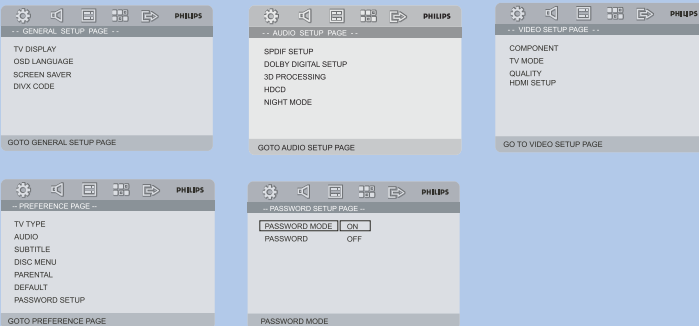 PHILIPS
- - GENERAL SETUP PAGE - -
TV DISPLAY
OSD LANGUAGE
SCREEN SAVER
DIVX CODE
GOTO GENERAL SETUP PAGE
PHILIPS
- - AUDIO SETUP PAGE - -
SPDIF SETUP
DOLBY DIGITAL SETUP
3D PROCESSING
HDCD
NIGHT MODE
GOTO AUDIO SETUP PAGE
PHILIPS
- - VIDEO SETUP PAGE - -
COMPONENT
TV MODE
QUALITY
HDMI SETUP
GO TO VIDEO SETUP PAGE
PHILIPS
-- PREFERENCE PAGE --
TV TYPE
AUDIO
SUBTITLE
DISC MENU
PARENTAL
DEFAULT
PASSWORD SETUP
GOTO PREFERENCE PAGE
PHILIPS
-- PASSWORD SETUP PAGE --
PASSWORD MODE ON
PASSWORD OFF
PASSWORD MODE